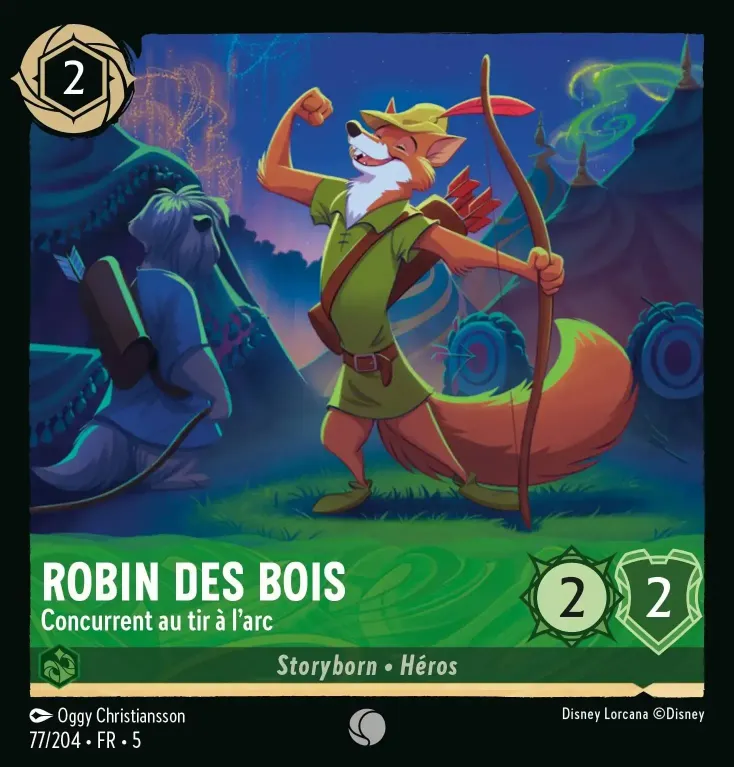 2
ROBIN DES BOIS
Concurrent au tir à l'arc
2 2
Storyborn • Héros
Oggy Christiansson
77/204 • FR • 5
Disney Lorcana ©Disney